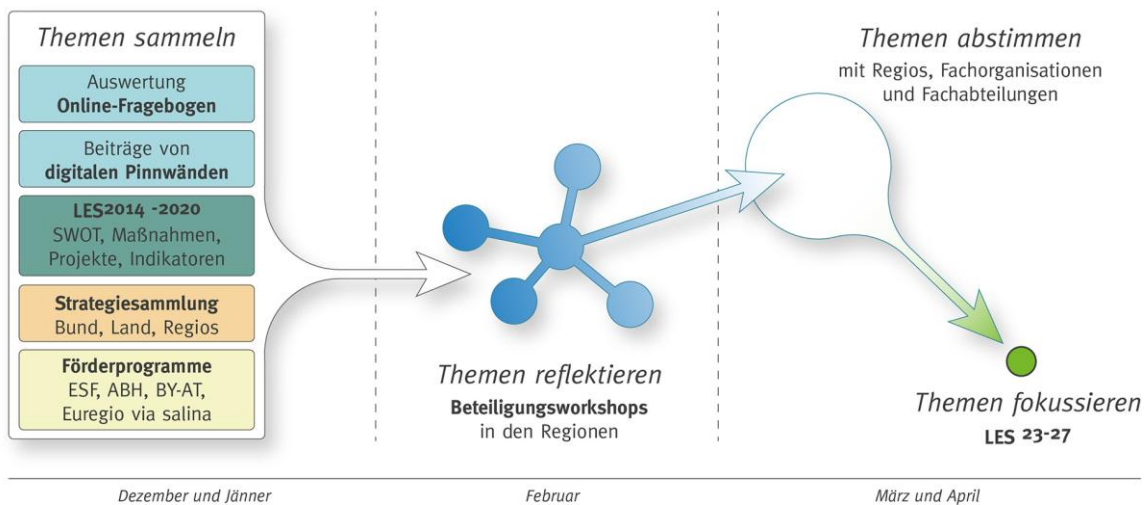 Themen sammeln
Auswertung
Online-Fragebogen
Beiträge von
digitalen Pinnwänden
LES2014 -2020
SWOT, Maßnahmen,
Projekte, Indikatoren
Strategiesammlung
Bund, Land, Regios
Förderprogramme
ESF, ABH, BY-AT,
Euregio via salina
Themen reflektieren
Beteiligungsworkshops
in den Regionen
Themen abstimmen
mit Regios, Fachorganisationen
und Fachabteilungen
Themen fokussieren
LES 23-27
Dezember und Jänner
Februar
März und April